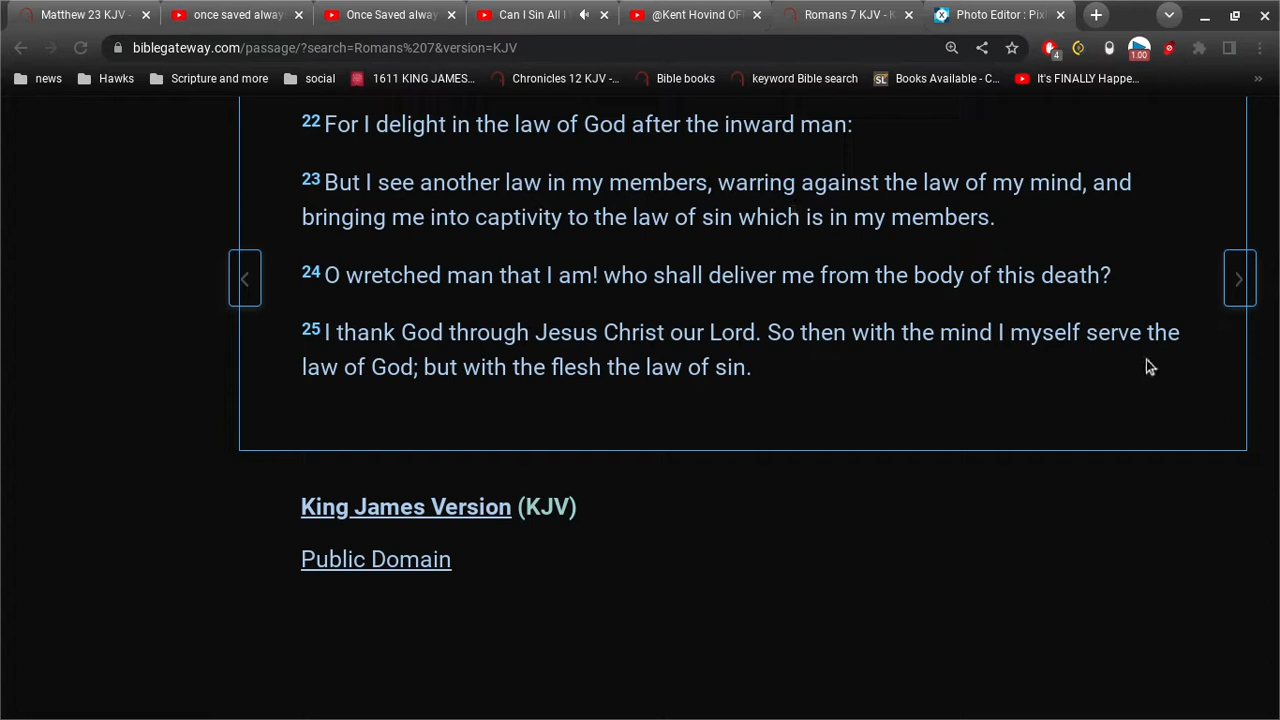 Matthew 23 KJV -
once saved alway
Once Saved alway
Can I Sin All I
@Kent Hovind OF
Romans 7 KJV - K
Photo Editor : Pix
biblegateway.com/passage/?search=Romans%207&version=KJV
4
1.00
news
Hawks
Scripture and more
social
1611 KING JAMES...
Chronicles 12 KJV -...
Bible books
keyword Bible search
SL
Books Available - C...
It's FINALLY Happe...
»
22 For I delight in the law of God after the inward man:
23 But I see another law in my members, warring against the law of my mind, and
bringing me into captivity to the law of sin which is in my members.
24 O wretched man that I am! who shall deliver me from the body of this death?
25 I thank God through Jesus Christ our Lord. So then with the mind I myself serve the
law of God; but with the flesh the law of sin.
King James Version (KJV)
Public Domain